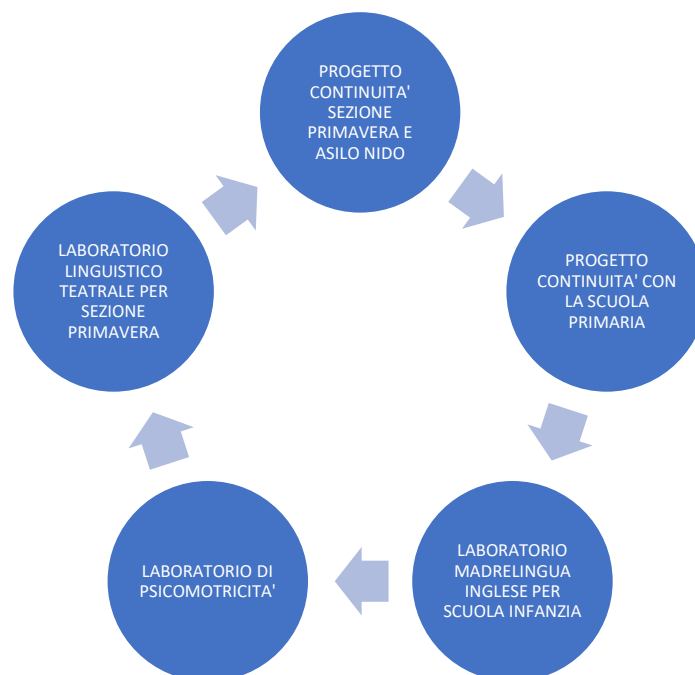 PROGETTO
CONTINUITA'
SEZIONE
PRIMAVERA E
ASILO NIDO
PROGETTO
CONTINUITA' CON
LA SCUOLA
PRIMARIA
LABORATORIO
MADRELINGUA
INGLESE PER
SCUOLA INFANZIA
LABORATORIO DI
PSICOMOTRICITA'
LABORATORIO
LINGUISTICO
TEATRALE PER
SEZIONE
PRIMAVERA